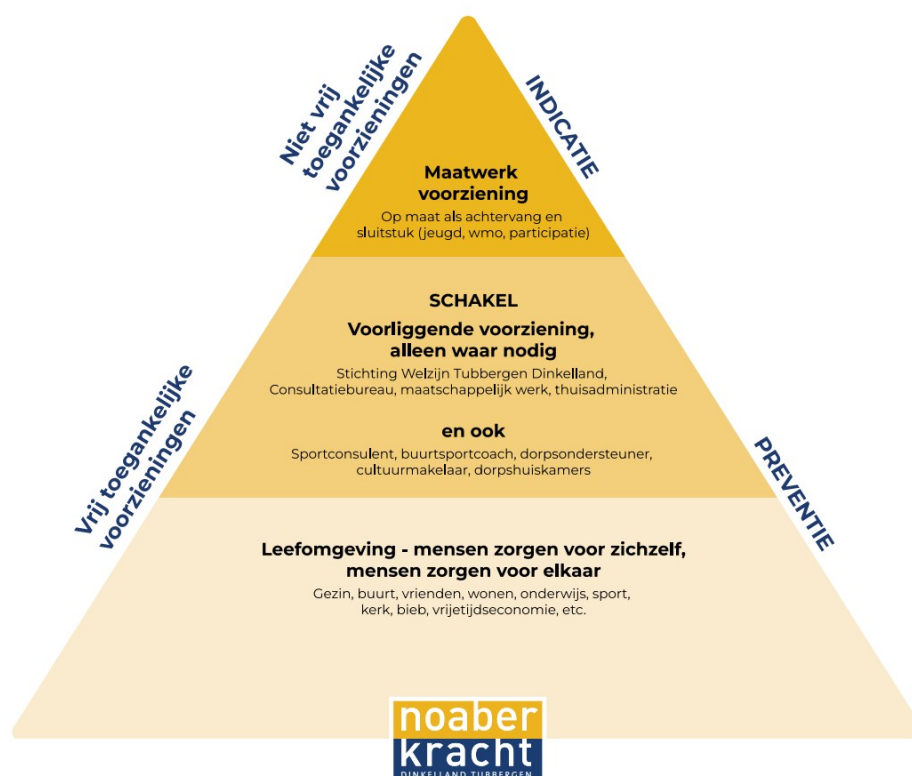 Niet vrij
toegankelijke
voorzieningen
INDICATIE
Maatwerk
voorziening
Op maat als achtervang en
sluitstuk (jeugd, wmo, participatie)
SCHAKEL
Voorliggende voorziening,
alleen waar nodig
Stichting Welzijn Tubbergen Dinkelland,
Consultatiebureau, maatschappelijk werk, thuisadministratie
en ook
Sportconsulent, buurtsportcoach, dorpsondersteuner,
cultuurmakelaar, dorpshuiskamers
Vrij toegankelijke
voorzieningen
PREVENTIE
Leefomgeving - mensen zorgen voor zichzelf,
mensen zorgen voor elkaar
Gezin, buurt, vrienden, wonen, onderwijs, sport,
kerk, bieb, vrijetijdseconomie, etc.
noaber
kracht
DINKELLAND TUBBERGEN